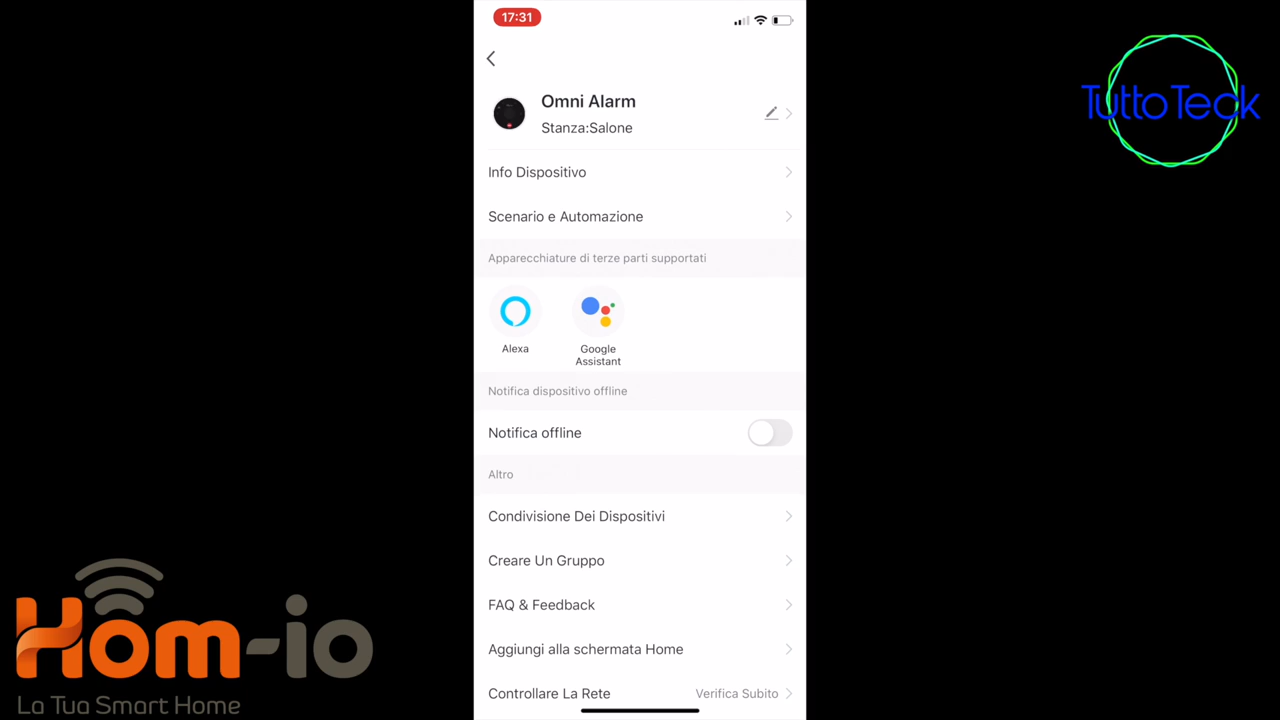 17:31
TuttoTeck
Omni Alarm
Stanza:Salone
Info Dispositivo
Scenario e Automazione
Apparecchiature di terze parti supportati
Alexa
Google
Assistant
Notifica dispositivo offline
Notifica offline
Altro
Condivisione Dei Dispositivi
Creare Un Gruppo
FAQ & Feedback
Aggiungi alla schermata Home
Controllare La Rete
Verifica Subito
Hom-io
La Tua Smart Home